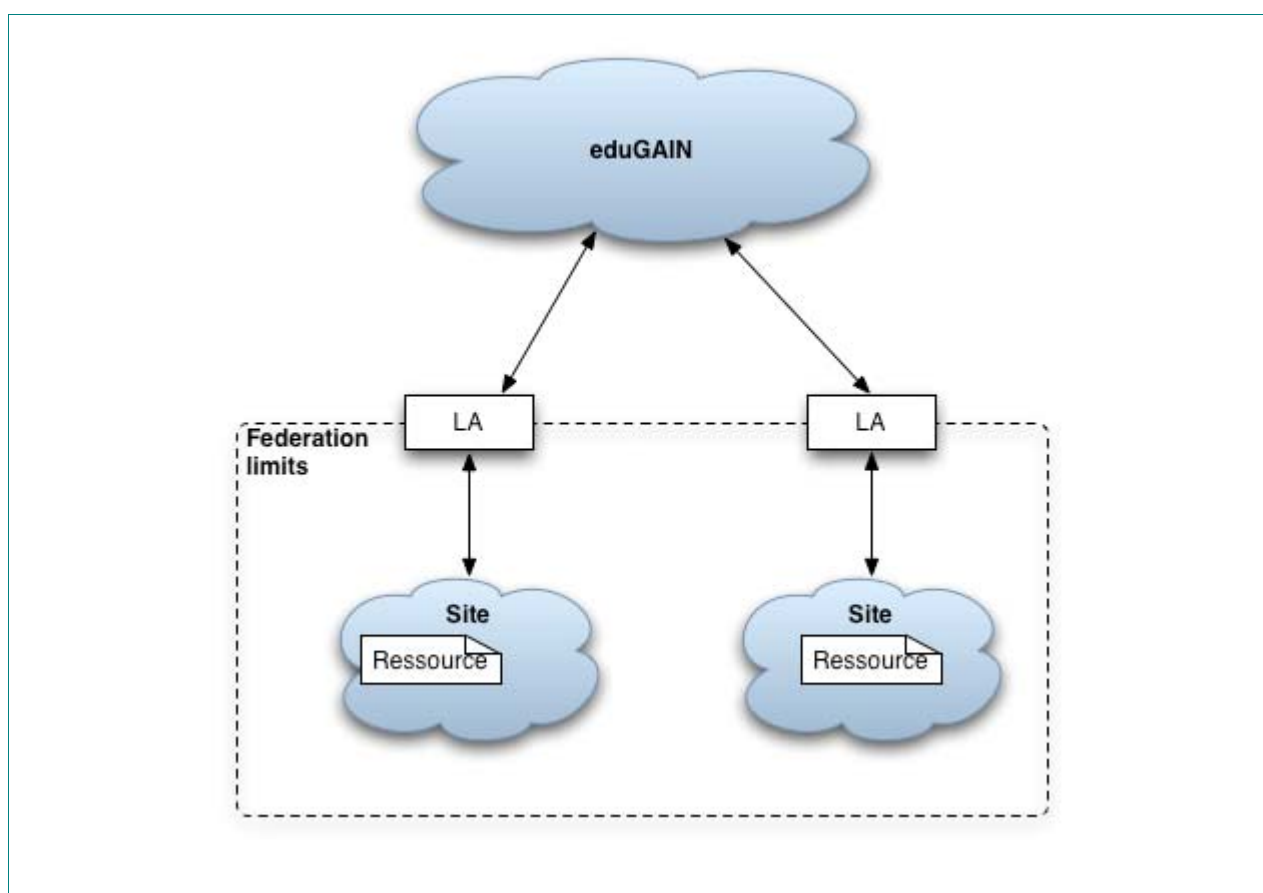 eduGAIN
LA
LA
Federation
limits
Site
Ressource
Site
Ressource